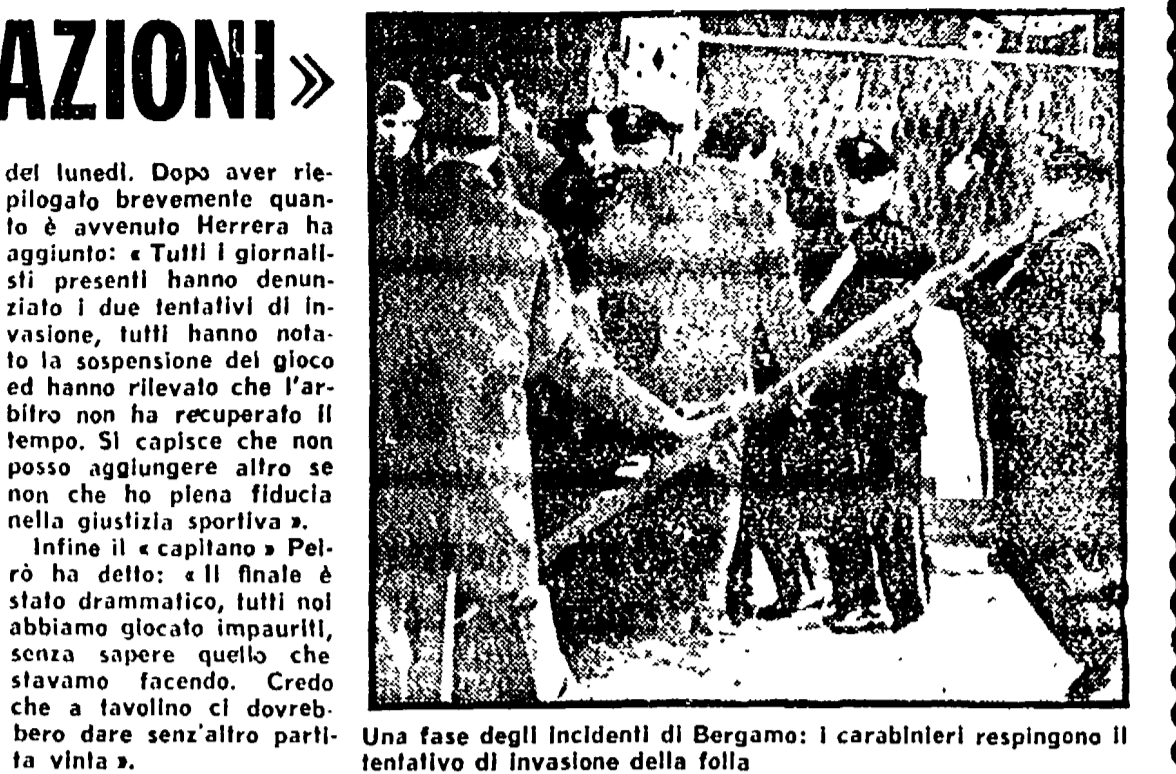 AZIONI»
del lunedì. Dopo aver rie-
pilogato brevemente quan-
to è avvenuto Herrera ha
aggiunto: « Tutti i giornali-
sti presenti hanno denun-
ziato i due tentativi di in-
vasione, tutti hanno nota-
to la sospensione del gioco
ed hanno rilevato che l'ar-
bitro non ha recuperato il
tempo. Si capisce che non
posso aggiungere altro se
non che ho piena fiducia
nella giustizia sportiva ».
Infine il « capitano » Pei-
rò ha detto: « Il finale è
stato drammatico, tutti noi
abbiamo giocato impauriti,
senza sapere quello che
stavamo facendo. Credo
che a tavolino ci dovreb-
bero dare senz'altro parti-
ta vinta ».
Una fase degli incidenti di Bergamo: i carabinieri respingono il
tentativo di invasione della folla